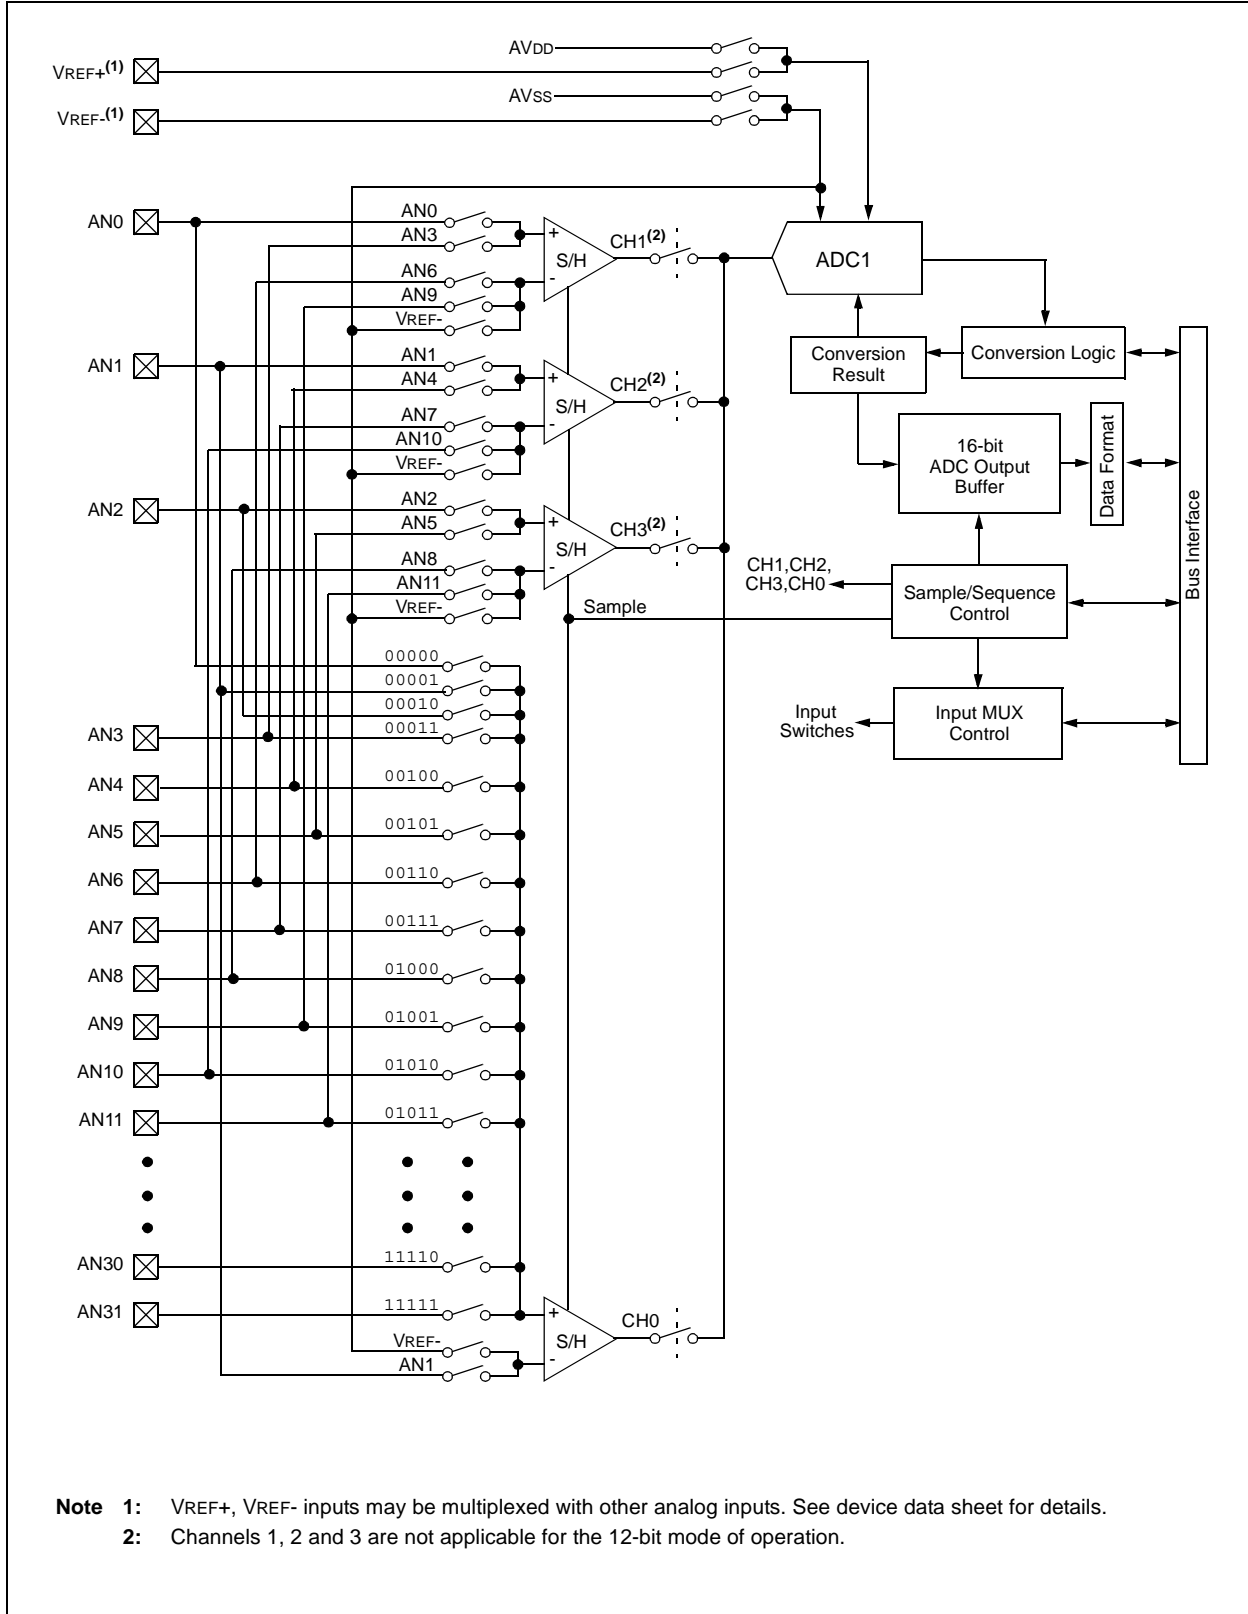 AVDD
VREF+(1)
AVSS
VREF-(1)
AN0
AN0
AN3
+
S/H
-
CH1(2)
AN6
AN9
VREF-
ADC1
AN1
AN1
AN4
+
S/H
-
CH2(2)
AN7
AN10
VREF-
Conversion
Result
Conversion Logic
16-bit
ADC Output
Buffer
Data Format
Bus Interface
AN2
AN2
AN5
+
S/H
-
CH3(2)
AN8
AN11
VREF-
CH1,CH2,
CH3,CH0
Sample/Sequence
Control
Sample
Input
Switches
Input MUX
Control
00000
00001
00010
AN3 00011
AN4 00100
AN5 00101
AN6 00110
AN7 00111
AN8 01000
AN9 01001
AN10 01010
AN11 01011
AN30 11110
AN31 11111
+
S/H
-
CH0
VREF-
AN1
Note 1: VREF+, VREF- inputs may be multiplexed with other analog inputs. See device data sheet for details.
2: Channels 1, 2 and 3 are not applicable for the 12-bit mode of operation.